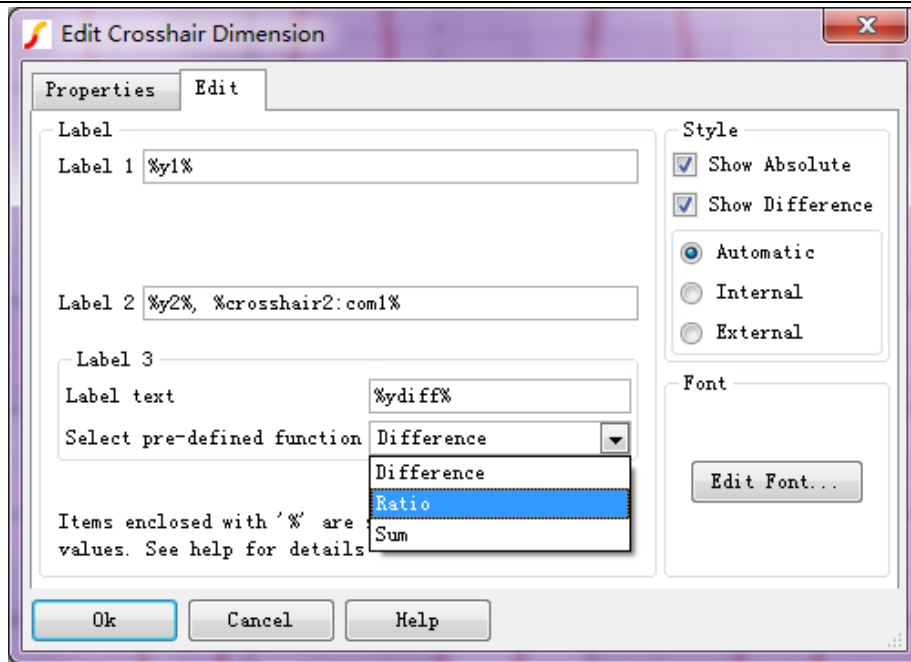 Edit Crosshair Dimension
Properties
Edit
Label
Label 1 %y1%
Label 2 %y2%, %crosshair2:com1%
Label 3
Label text %ydiff%
Select pre-defined function Difference
Difference
Ratio
Sum
Items enclosed with '%' are
values. See help for details
Style
Show Absolute
Show Difference
Automatic
Internal
External
Font
Edit Font...
Ok
Cancel
Help